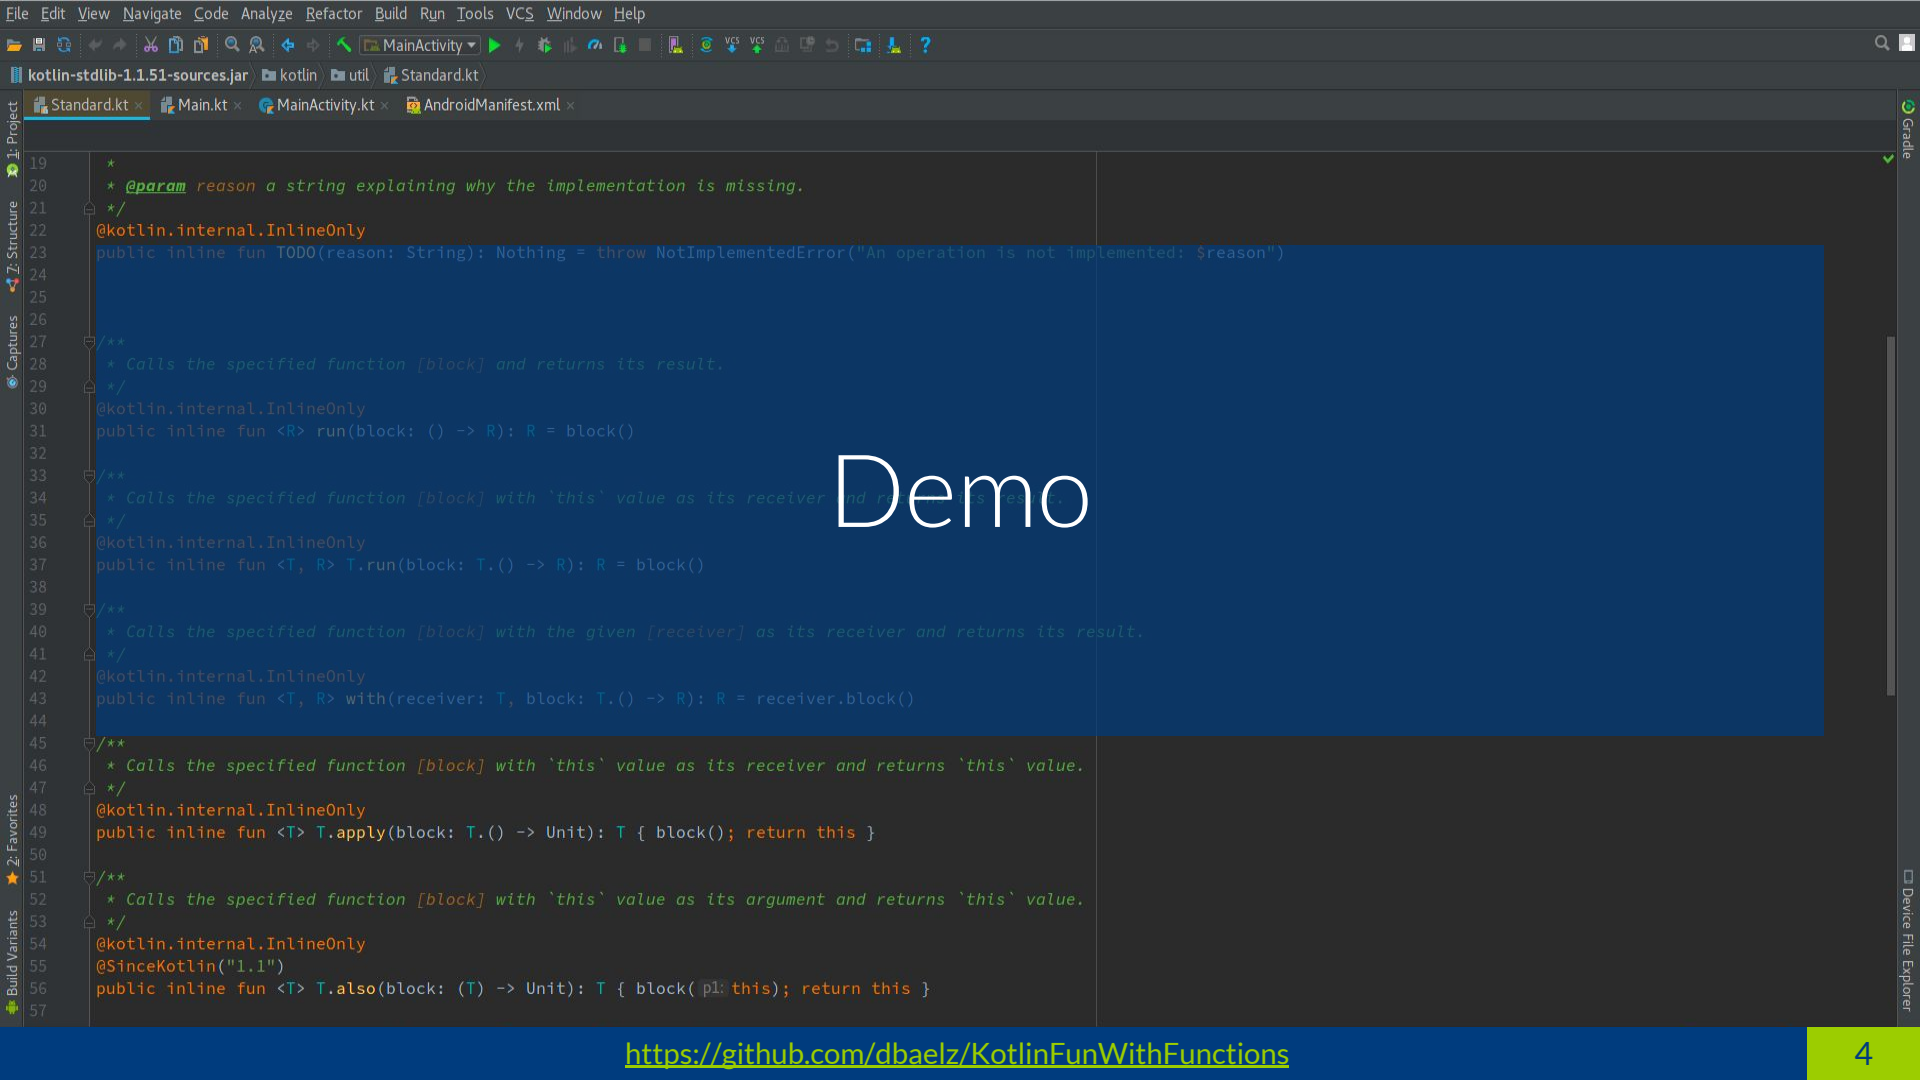 File Edit View Navigate Code Analyze Refactor Build Run Tools VCS Window Help
MainActivity
VCS VCS
kotlin-stdlib-1.1.51-sources.jar kotlin util Standard.kt
Standard.kt Main.kt MainActivity.kt AndroidManifest.xml
1: Project
7: Structure
Captures
2: Favorites
Build Variants
Gradle
Device File Explorer
19 *
20 * @param reason a string explaining why the implementation is missing.
21 */
22 @kotlin.internal.InlineOnly
23 public inline fun TODO(reason: String): Nothing = throw NotImplementedError("An operation is not implemented: $reason")
24
25
26
27 /**
28 * Calls the specified function [block] and returns its result.
29 */
30 @kotlin.internal.InlineOnly
31 public inline fun <R> run(block: () -> R): R = block()
32
33 /**
34 * Calls the specified function [block] with `this` value as its receiver and returns its result.
35 */
36 @kotlin.internal.InlineOnly
37 public inline fun <T, R> T.run(block: T.() -> R): R = block()
38
39 /**
40 * Calls the specified function [block] with the given [receiver] as its receiver and returns its result.
41 */
42 @kotlin.internal.InlineOnly
43 public inline fun <T, R> with(receiver: T, block: T.() -> R): R = receiver.block()
44
45 /**
46 * Calls the specified function [block] with `this` value as its receiver and returns `this` value.
47 */
48 @kotlin.internal.InlineOnly
49 public inline fun <T> T.apply(block: T.() -> Unit): T { block(); return this }
50
51 /**
52 * Calls the specified function [block] with `this` value as its argument and returns `this` value.
53 */
54 @kotlin.internal.InlineOnly
55 @SinceKotlin("1.1")
56 public inline fun <T> T.also(block: (T) -> Unit): T { block( p1: this); return this }
57
Demo
https://github.com/dbaelz/KotlinFunWithFunctions
4